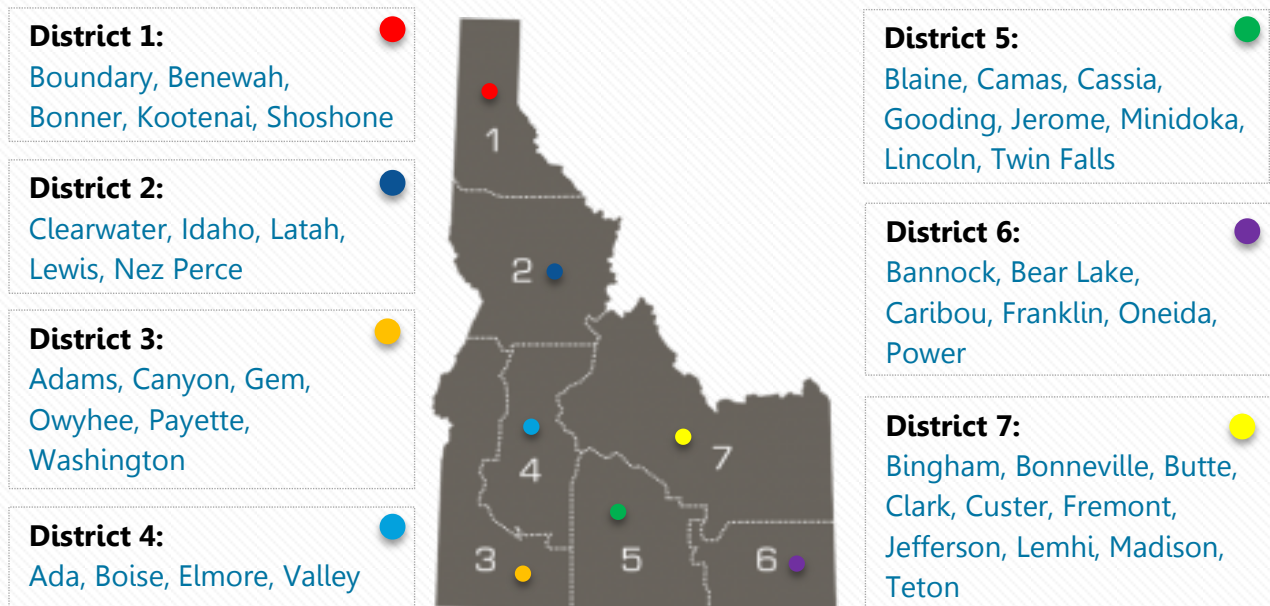 District 1:
Boundary, Benewah,
Bonner, Kootenai, Shoshone
District 2:
Clearwater, Idaho, Latah,
Lewis, Nez Perce
District 3:
Adams, Canyon, Gem,
Owyhee, Payette,
Washington
District 4:
Ada, Boise, Elmore, Valley
1
2
4
7
3
5
6
District 5:
Blaine, Camas, Cassia,
Gooding, Jerome, Minidoka,
Lincoln, Twin Falls
District 6:
Bannock, Bear Lake,
Caribou, Franklin, Oneida,
Power
District 7:
Bingham, Bonneville, Butte,
Clark, Custer, Fremont,
Jefferson, Lemhi, Madison,
Teton